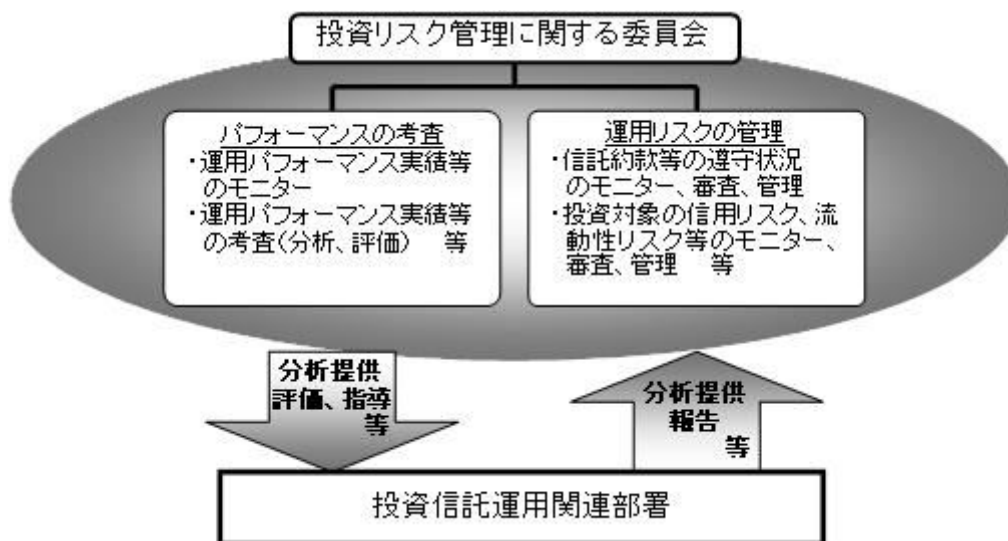 投資リスク管理に関する委員会
パフォーマンスの考査
・運用パフォーマンス実績等
のモニター
・運用パフォーマンス実績等
の考査(分析、評価) 等
運用リスクの管理
・信託約款等の遵守状況
のモニター、審査、管理
・投資対象の信用リスク、流
動性リスク等のモニター、
審査、管理 等
分析提供
評価、指導
等
分析提供
報告
等
投資信託運用関連部署